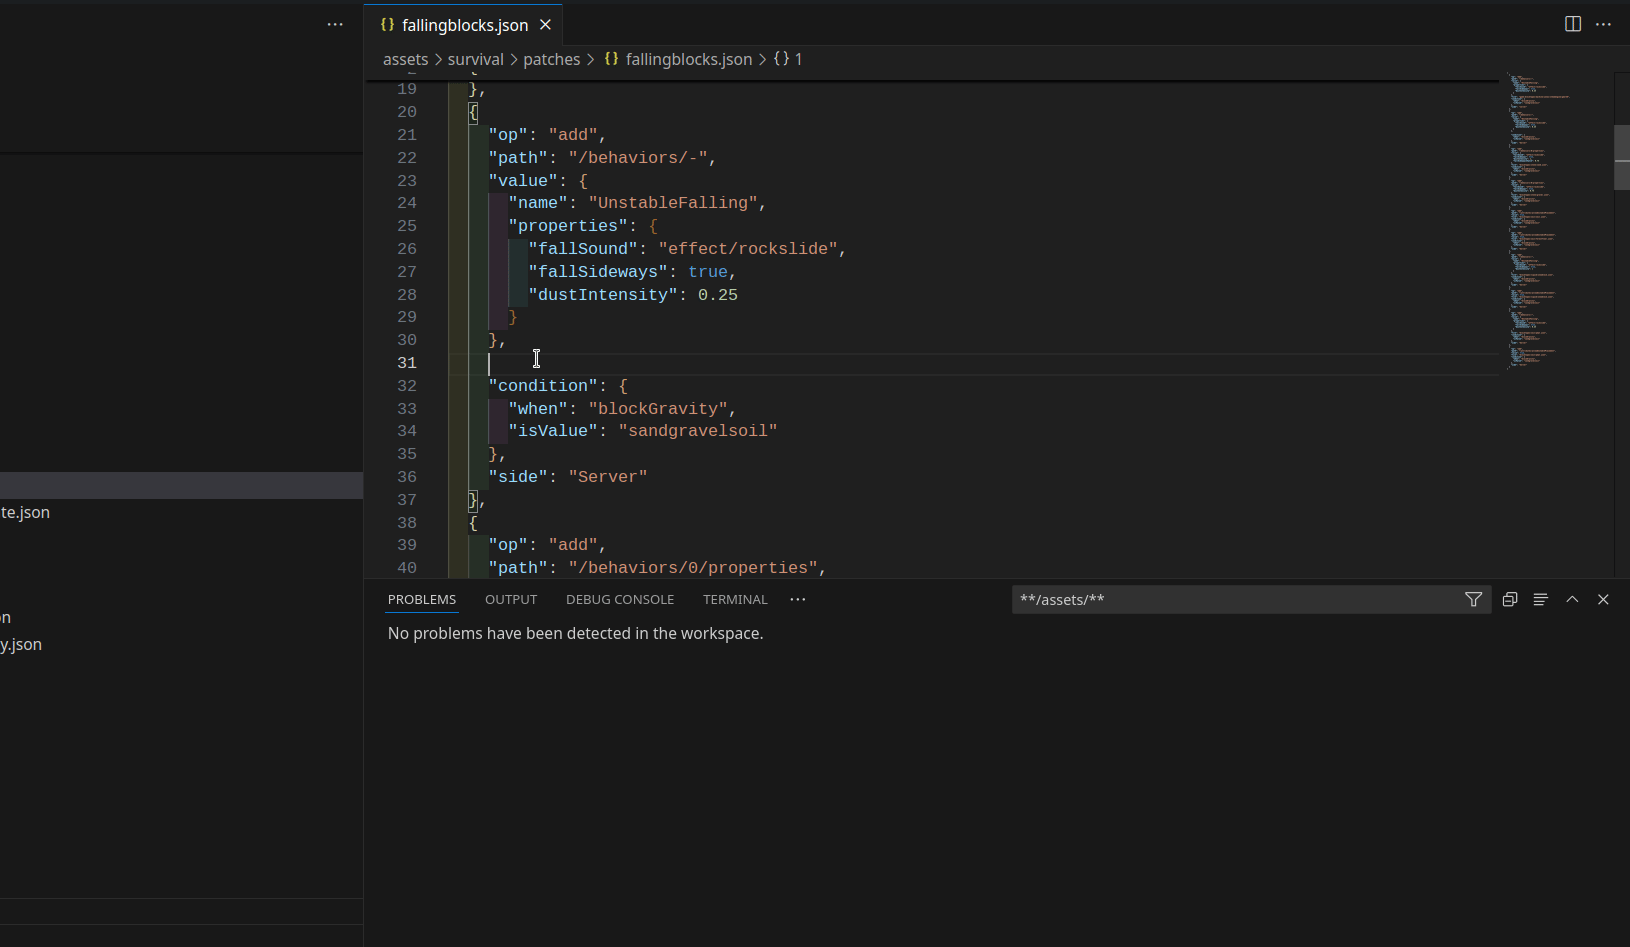 fallingblocks.json
assets > survival > patches > {} fallingblocks.json > {} 1
19 },
20 {
21 "op": "add",
22 "path": "/behaviors/-",
23 "value": {
24 "name": "UnstableFalling",
25 "properties": {
26 "fallSound": "effect/rockslide",
27 "fallSideways": true,
28 "dustIntensity": 0.25
29 }
30 },
31
32 "condition": {
33 "when": "blockGravity",
34 "isValue": "sandgravelsoil"
35 },
36 "side": "Server"
37 },
38 {
39 "op": "add",
40 "path": "/behaviors/0/properties",
te.json
n
y.json
PROBLEMS OUTPUT DEBUG CONSOLE TERMINAL ··· **/assets/**
No problems have been detected in the workspace.